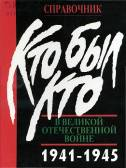 СПРАВОЧНИК
КТО БЫЛ
КТО
В ВЕЛИКОЙ
ОТЕЧЕСТВЕННОЙ
ВОЙНЕ
1941-1945